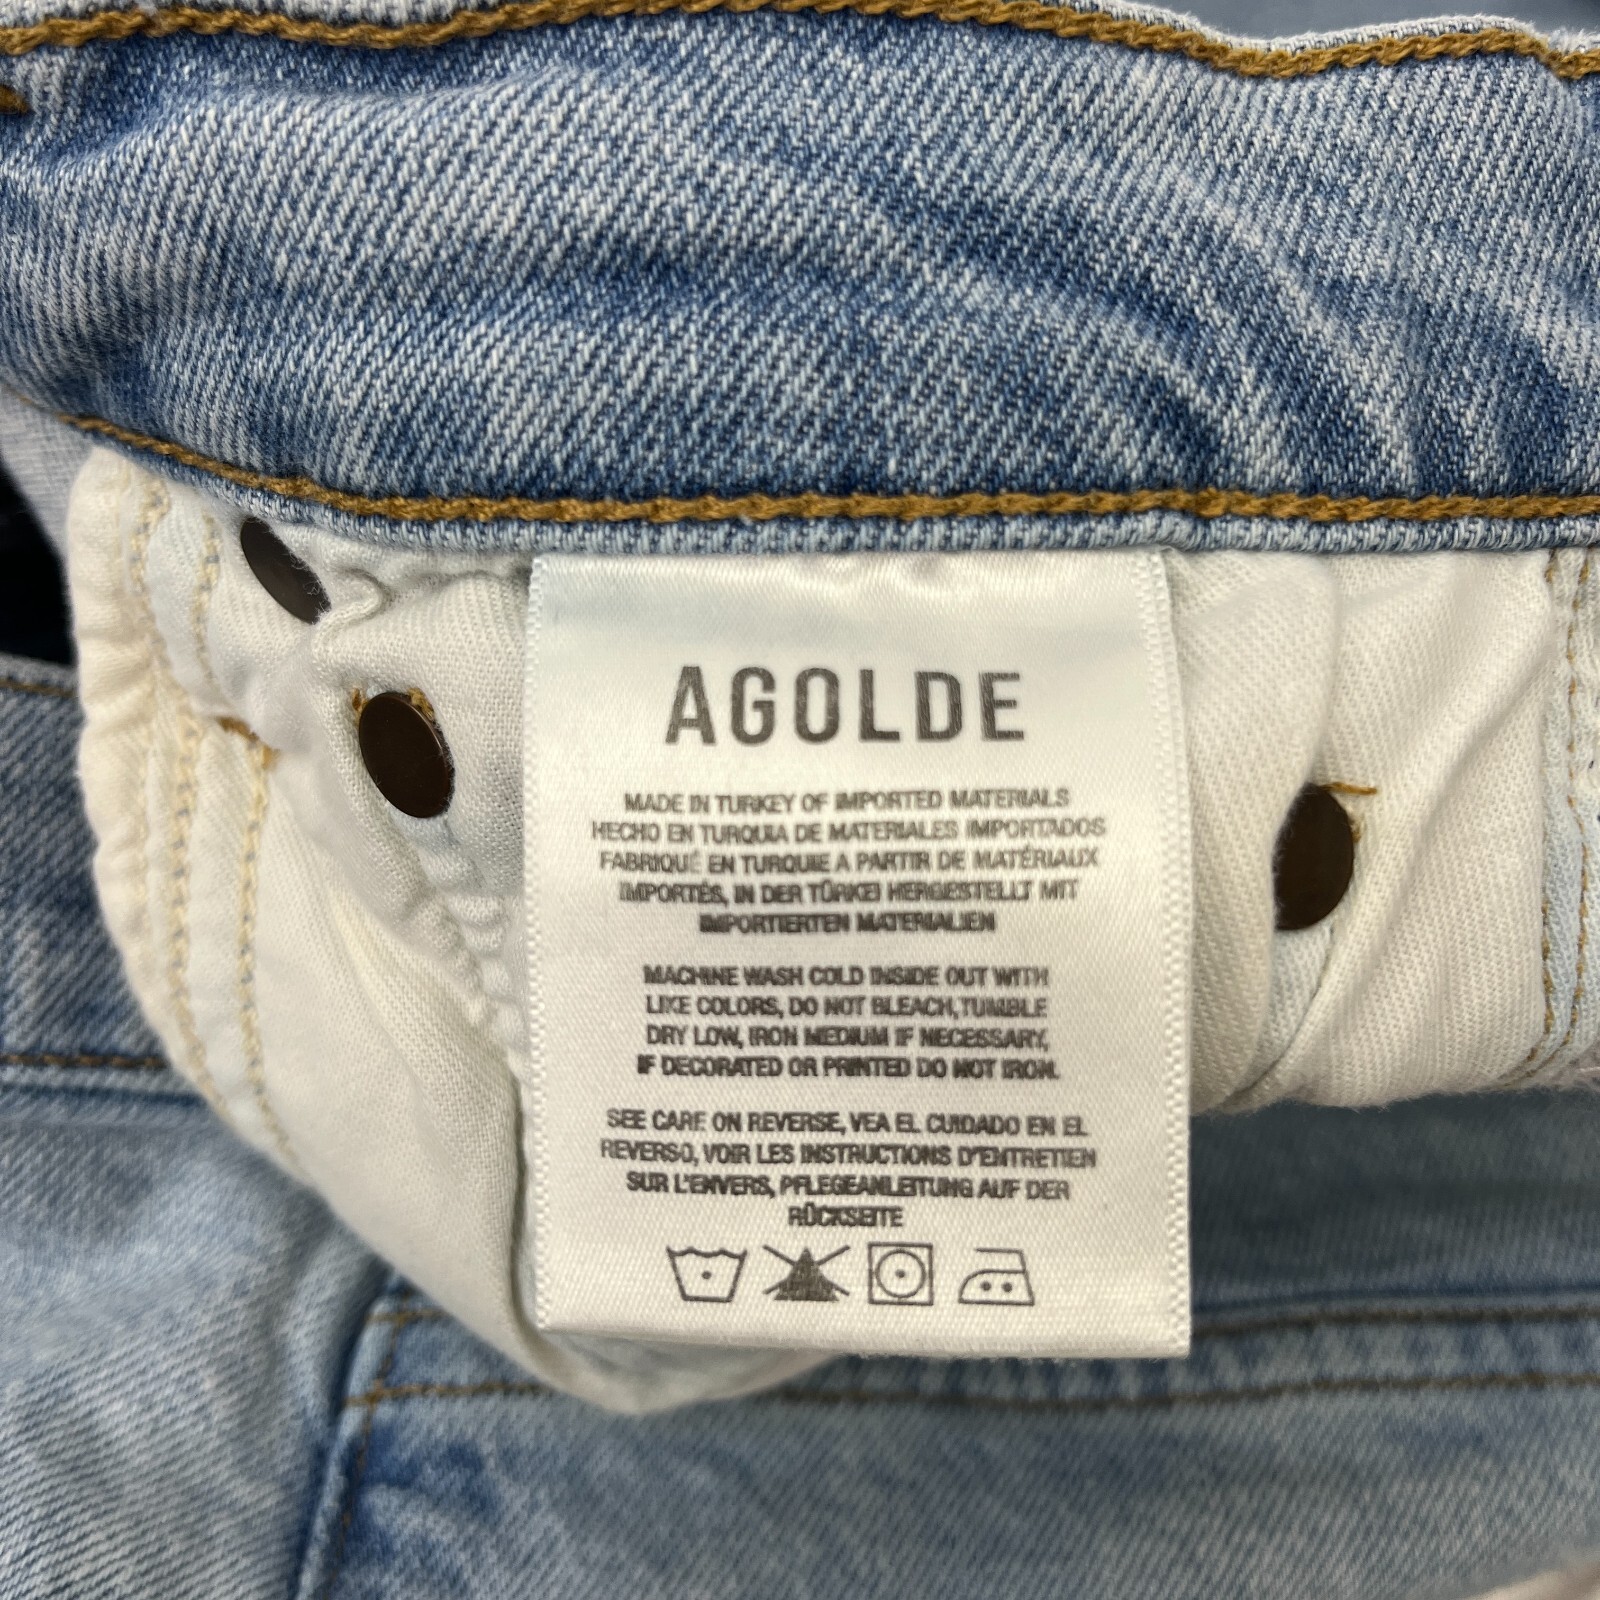 AGOLDE
MADE IN TURKEY OF IMPORTED MATERIALS
HECHO EN TURQUIA DE MATERIALES IMPORTADOS
FABRIQUÉ EN TURQUIE A PARTIR DE MATÉRIAUX
IMPORTÉS, IN DER TÜRKEI HERGESTELLT MIT
IMPORTIERTEN MATERIALIEN
MACHINE WASH COLD INSIDE OUT WITH
LIKE COLORS, DO NOT BLEACH, TUMBLE
DRY LOW, IRON MEDIUM IF NECESSARY,
IF DECORATED OR PRINTED DO NOT IRON.
SEE CARE ON REVERSE, VEA EL CUIDADO EN EL
REVERSO, VOIR LES INSTRUCTIONS D'ENTRETIEN
SUR L'ENVERS, PFLEGEANLEITUNG AUF DER
RÜCKSEITE